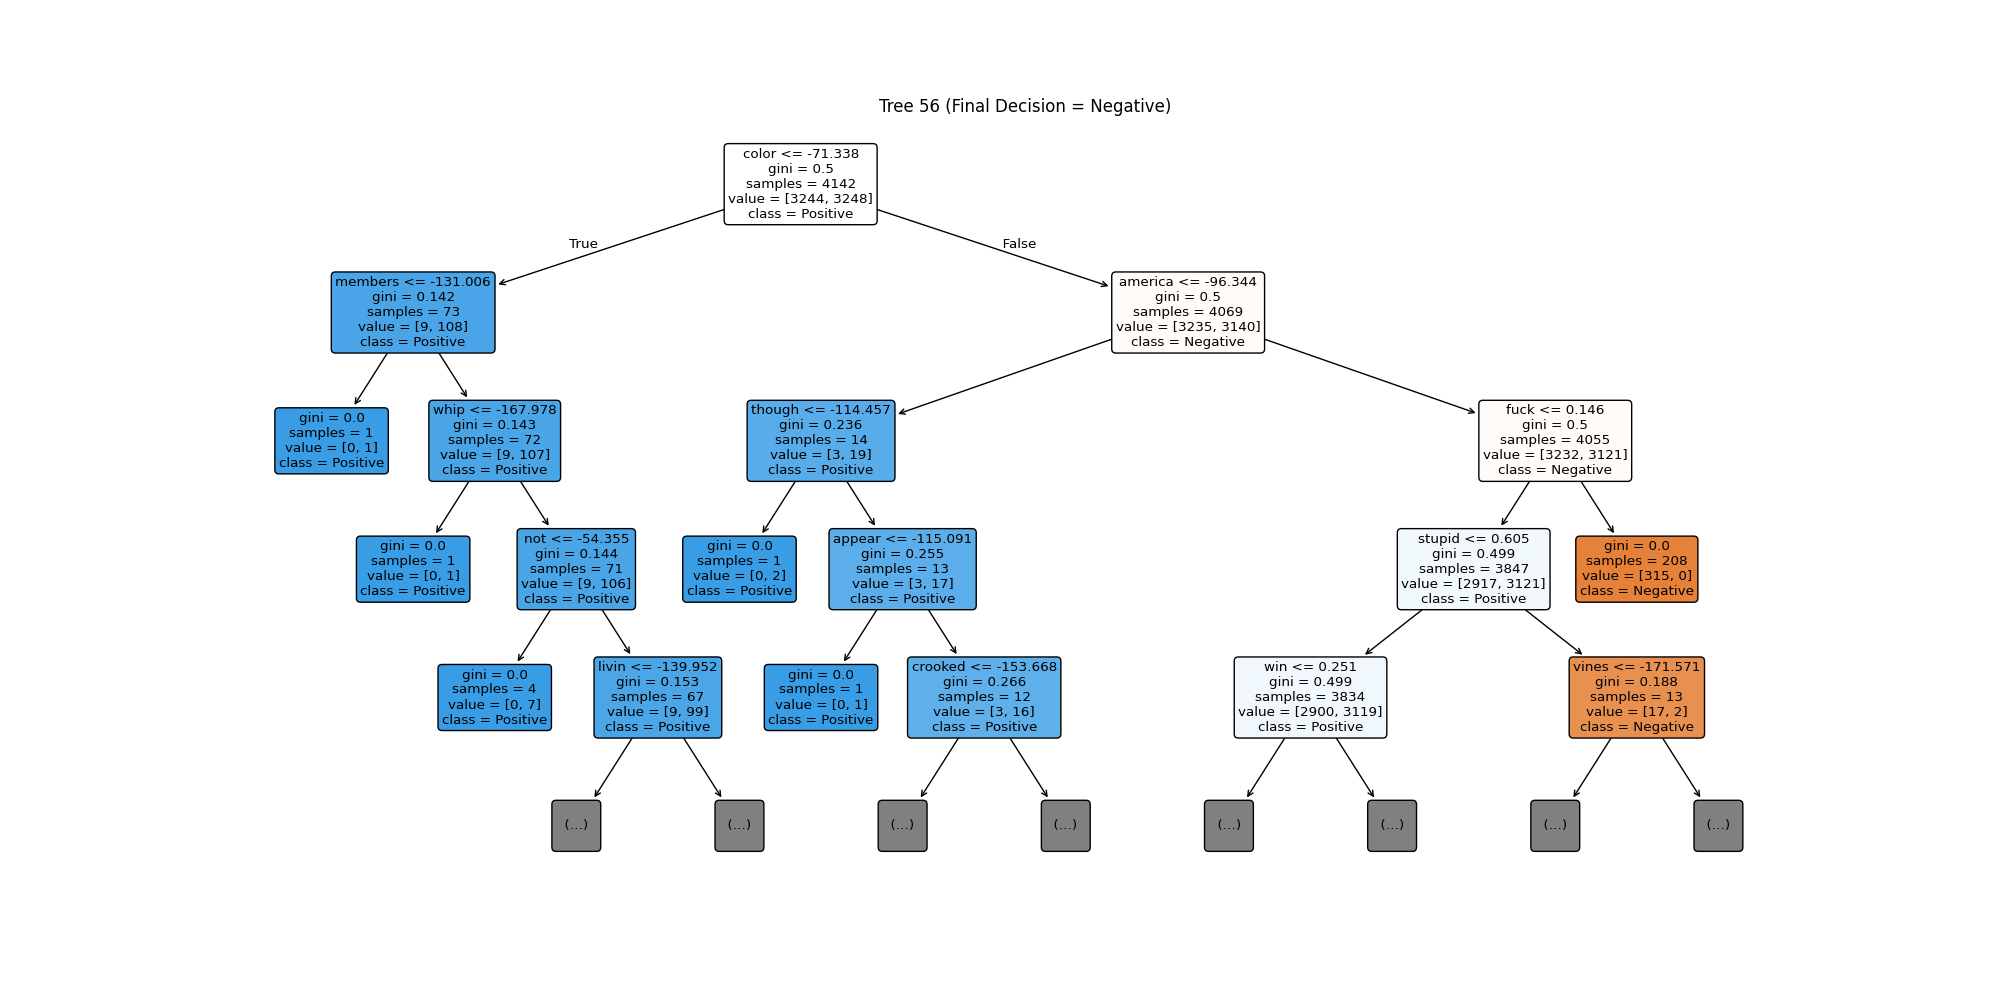 Tree 56 (Final Decision = Negative)
color <= -71.338
gini = 0.5
samples = 4142
value = [3244, 3248]
class = Positive
True
False
members <= -131.006
gini = 0.142
samples = 73
value = [9, 108]
class = Positive
america <= -96.344
gini = 0.5
samples = 4069
value = [3235, 3140]
class = Negative
gini = 0.0
samples = 1
value = [0, 1]
class = Positive
whip <= -167.978
gini = 0.143
samples = 72
value = [9, 107]
class = Positive
though <= -114.457
gini = 0.236
samples = 14
value = [3, 19]
class = Positive
fuck <= 0.146
gini = 0.5
samples = 4055
value = [3232, 3121]
class = Negative
gini = 0.0
samples = 1
value = [0, 1]
class = Positive
not <= -54.355
gini = 0.144
samples = 71
value = [9, 106]
class = Positive
gini = 0.0
samples = 1
value = [0, 2]
class = Positive
appear <= -115.091
gini = 0.255
samples = 13
value = [3, 17]
class = Positive
stupid <= 0.605
gini = 0.499
samples = 3847
value = [2917, 3121]
class = Positive
gini = 0.0
samples = 208
value = [315, 0]
class = Negative
gini = 0.0
samples = 4
value = [0, 7]
class = Positive
livin <= -139.952
gini = 0.153
samples = 67
value = [9, 99]
class = Positive
gini = 0.0
samples = 1
value = [0, 1]
class = Positive
crooked <= -153.668
gini = 0.266
samples = 12
value = [3, 16]
class = Positive
win <= 0.251
gini = 0.499
samples = 3834
value = [2900, 3119]
class = Positive
vines <= -171.571
gini = 0.188
samples = 13
value = [17, 2]
class = Negative
(...)
(...)
(...)
(...)
(...)
(...)
(...)
(...)